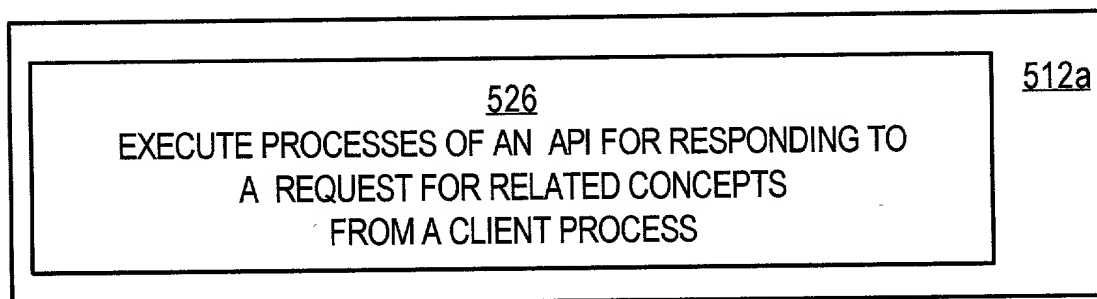 512a
526
EXECUTE PROCESSES OF AN API FOR RESPONDING TO
A REQUEST FOR RELATED CONCEPTS
FROM A CLIENT PROCESS